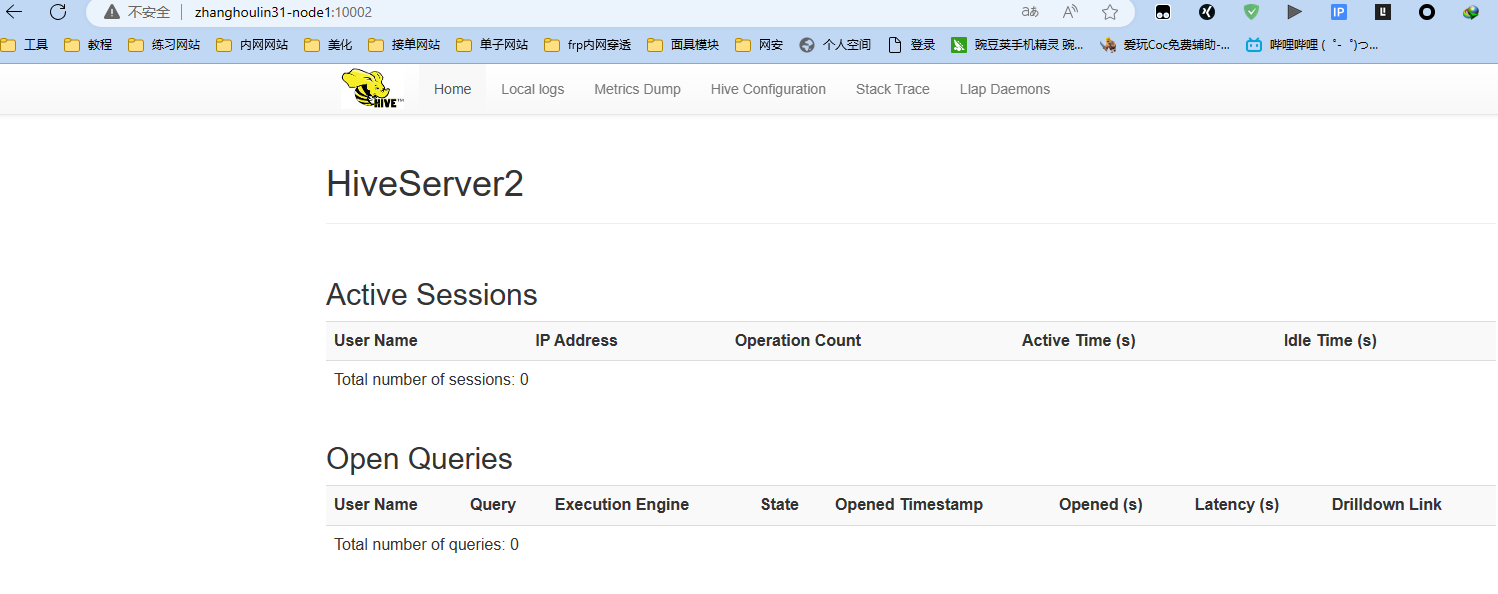 不安全 zhanghoulin31-node1:10002 aあ A
工具 教程 练习网站 内网网站 美化 接单网站 单子网站 frp内网穿透 面具模块 网安 个人空间 登录 豌豆荚手机精灵 豌... 爱玩Coc免费辅助-... 哔哩哔哩 (゜-゜)つ...
HIVE™ Home Local logs Metrics Dump Hive Configuration Stack Trace Llap Daemons
HiveServer2
Active Sessions
User Name IP Address Operation Count Active Time (s) Idle Time (s)
Total number of sessions: 0
Open Queries
User Name Query Execution Engine State Opened Timestamp Opened (s) Latency (s) Drilldown Link
Total number of queries: 0